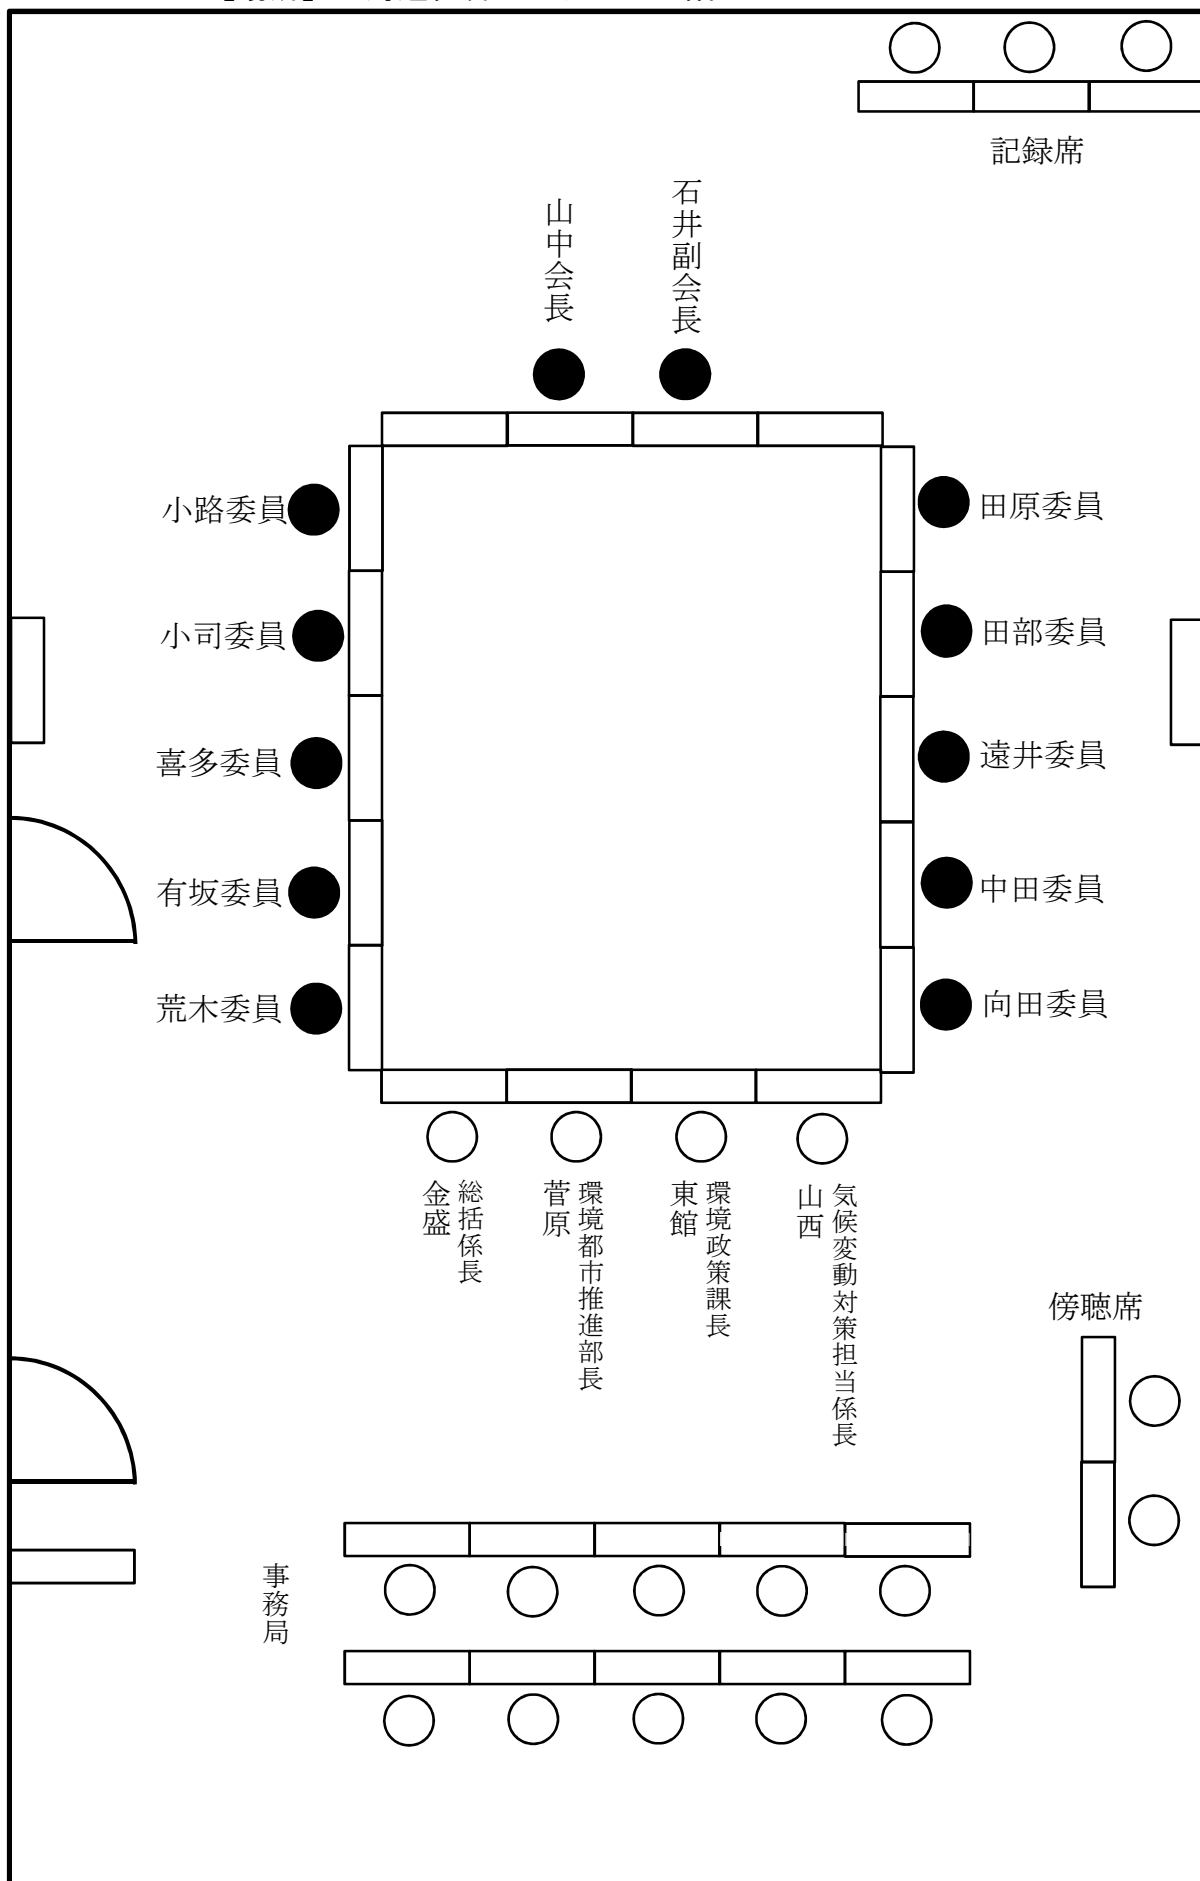 記録席
山中会長
石井副会長
小路委員
田原委員
小司委員
田部委員
喜多委員
遠井委員
有坂委員
中田委員
荒木委員
向田委員
総括係長
金盛
環境都市推進部長
菅原
環境政策課長
東館
気候変動対策担当係長
山西
傍聴席
事務局